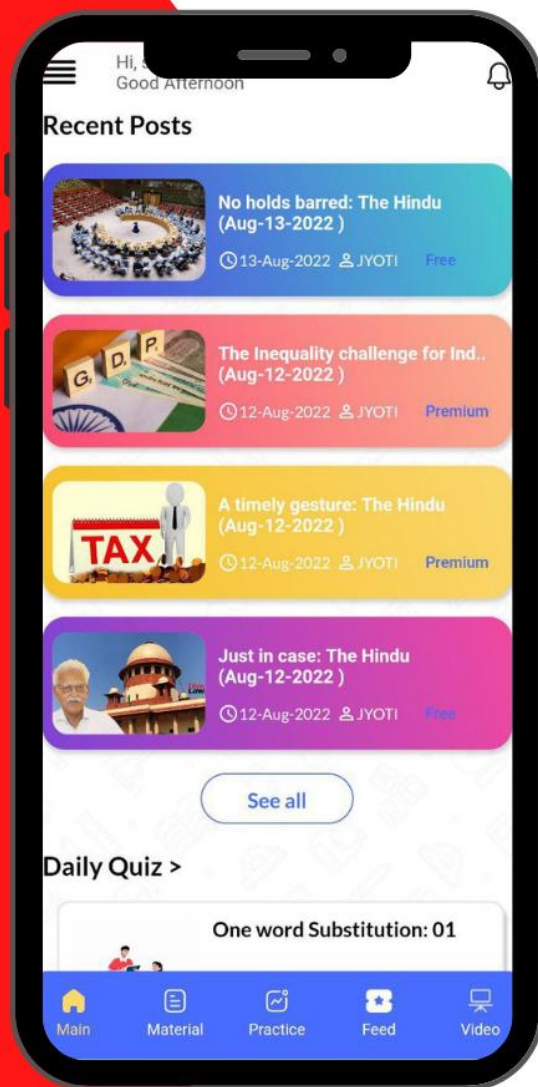 Hi,
Good Afternoon
Recent Posts
No holds barred: The Hindu
(Aug-13-2022 )
13-Aug-2022 JYOTI Free
G D P
The Inequality challenge for Ind..
(Aug-12-2022 )
12-Aug-2022 JYOTI Premium
TAX
A timely gesture: The Hindu
(Aug-12-2022 )
12-Aug-2022 JYOTI Premium
Just in case: The Hindu
(Aug-12-2022 )
12-Aug-2022 JYOTI Free
See all
Daily Quiz >
One word Substitution: 01
Main Material Practice Feed Video